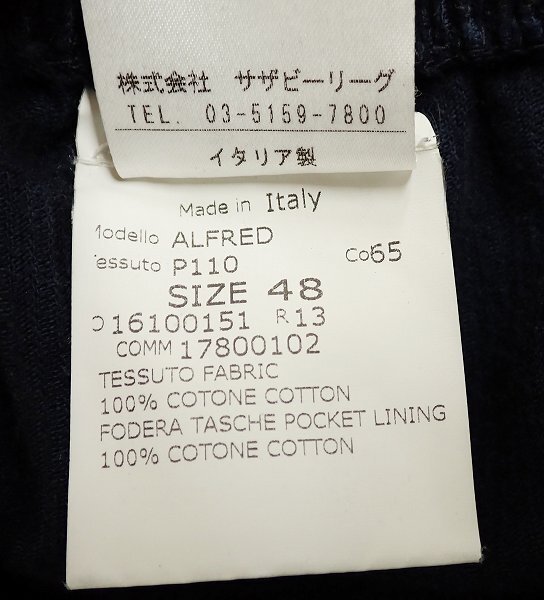 株式会社 サザビーリーグ
TEL. 03-5159-7800
イタリア製
Made in Italy
Modello ALFRED
Tessuto P110 Co65
SIZE 48
16100151 R 13
COMM 17800102
TESSUTO FABRIC
100% COTONE COTTON
FODERA TASCHE POCKET LINING
100% COTONE COTTON